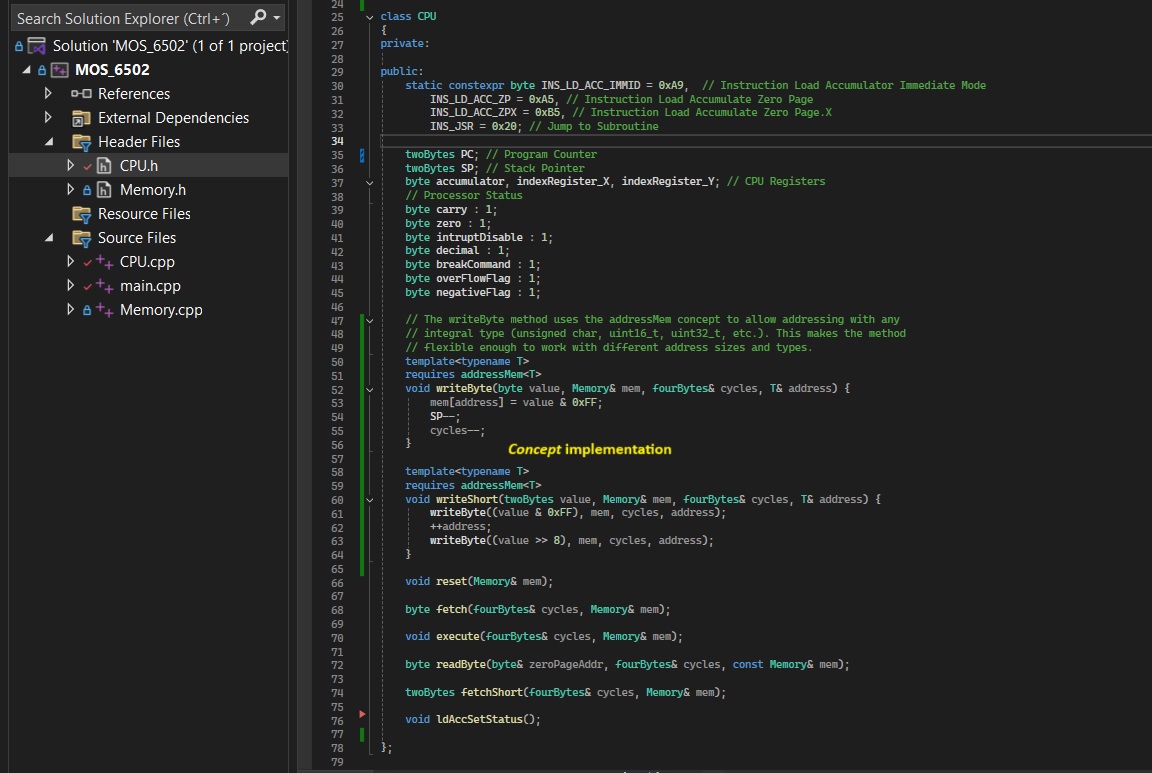 Search Solution Explorer (Ctrl+´)
Solution 'MOS_6502' (1 of 1 project)
MOS_6502
References
External Dependencies
Header Files
CPU.h
Memory.h
Resource Files
Source Files
CPU.cpp
main.cpp
Memory.cpp
24
25 class CPU
26 {
27 private:
28
29 public:
30 static constexpr byte INS_LD_ACC_IMMID = 0xA9, // Instruction Load Accumulator Immediate Mode
31 INS_LD_ACC_ZP = 0xA5, // Instruction Load Accumulate Zero Page
32 INS_LD_ACC_ZPX = 0xB5, // Instruction Load Accumulate Zero Page.X
33 INS_JSR = 0x20; // Jump to Subroutine
34
35 twoBytes PC; // Program Counter
36 twoBytes SP; // Stack Pointer
37 byte accumulator, indexRegister_X, indexRegister_Y; // CPU Registers
38 // Processor Status
39 byte carry : 1;
40 byte zero : 1;
41 byte intruptDisable : 1;
42 byte decimal : 1;
43 byte breakCommand : 1;
44 byte overFlowFlag : 1;
45 byte negativeFlag : 1;
46
47 // The writeByte method uses the addressMem concept to allow addressing with any
48 // integral type (unsigned char, uint16_t, uint32_t, etc.). This makes the method
49 // flexible enough to work with different address sizes and types.
50 template<typename T>
51 requires addressMem<T>
52 void writeByte(byte value, Memory& mem, fourBytes& cycles, T& address) {
53 mem[address] = value & 0xFF;
54 SP--;
55 cycles--;
56 }
Concept implementation
57
58 template<typename T>
59 requires addressMem<T>
60 void writeShort(twoBytes value, Memory& mem, fourBytes& cycles, T& address) {
61 writeByte((value & 0xFF), mem, cycles, address);
62 ++address;
63 writeByte((value >> 8), mem, cycles, address);
64 }
65
66 void reset(Memory& mem);
67
68 byte fetch(fourBytes& cycles, Memory& mem);
69
70 void execute(fourBytes& cycles, Memory& mem);
71
72 byte readByte(byte& zeroPageAddr, fourBytes& cycles, const Memory& mem);
73
74 twoBytes fetchShort(fourBytes& cycles, Memory& mem);
75
76 void ldAccSetStatus();
77
78 };
79